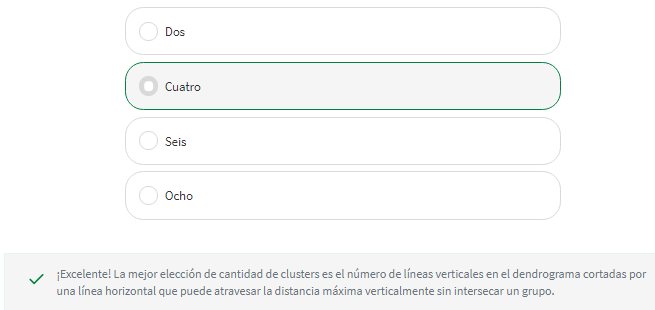 Dos
Cuatro
Seis
Ocho
¡Excelente! La mejor elección de cantidad de clusters es el número de líneas verticales en el dendrograma cortadas por
una línea horizontal que puede atravesar la distancia máxima verticalmente sin intersecar un grupo.